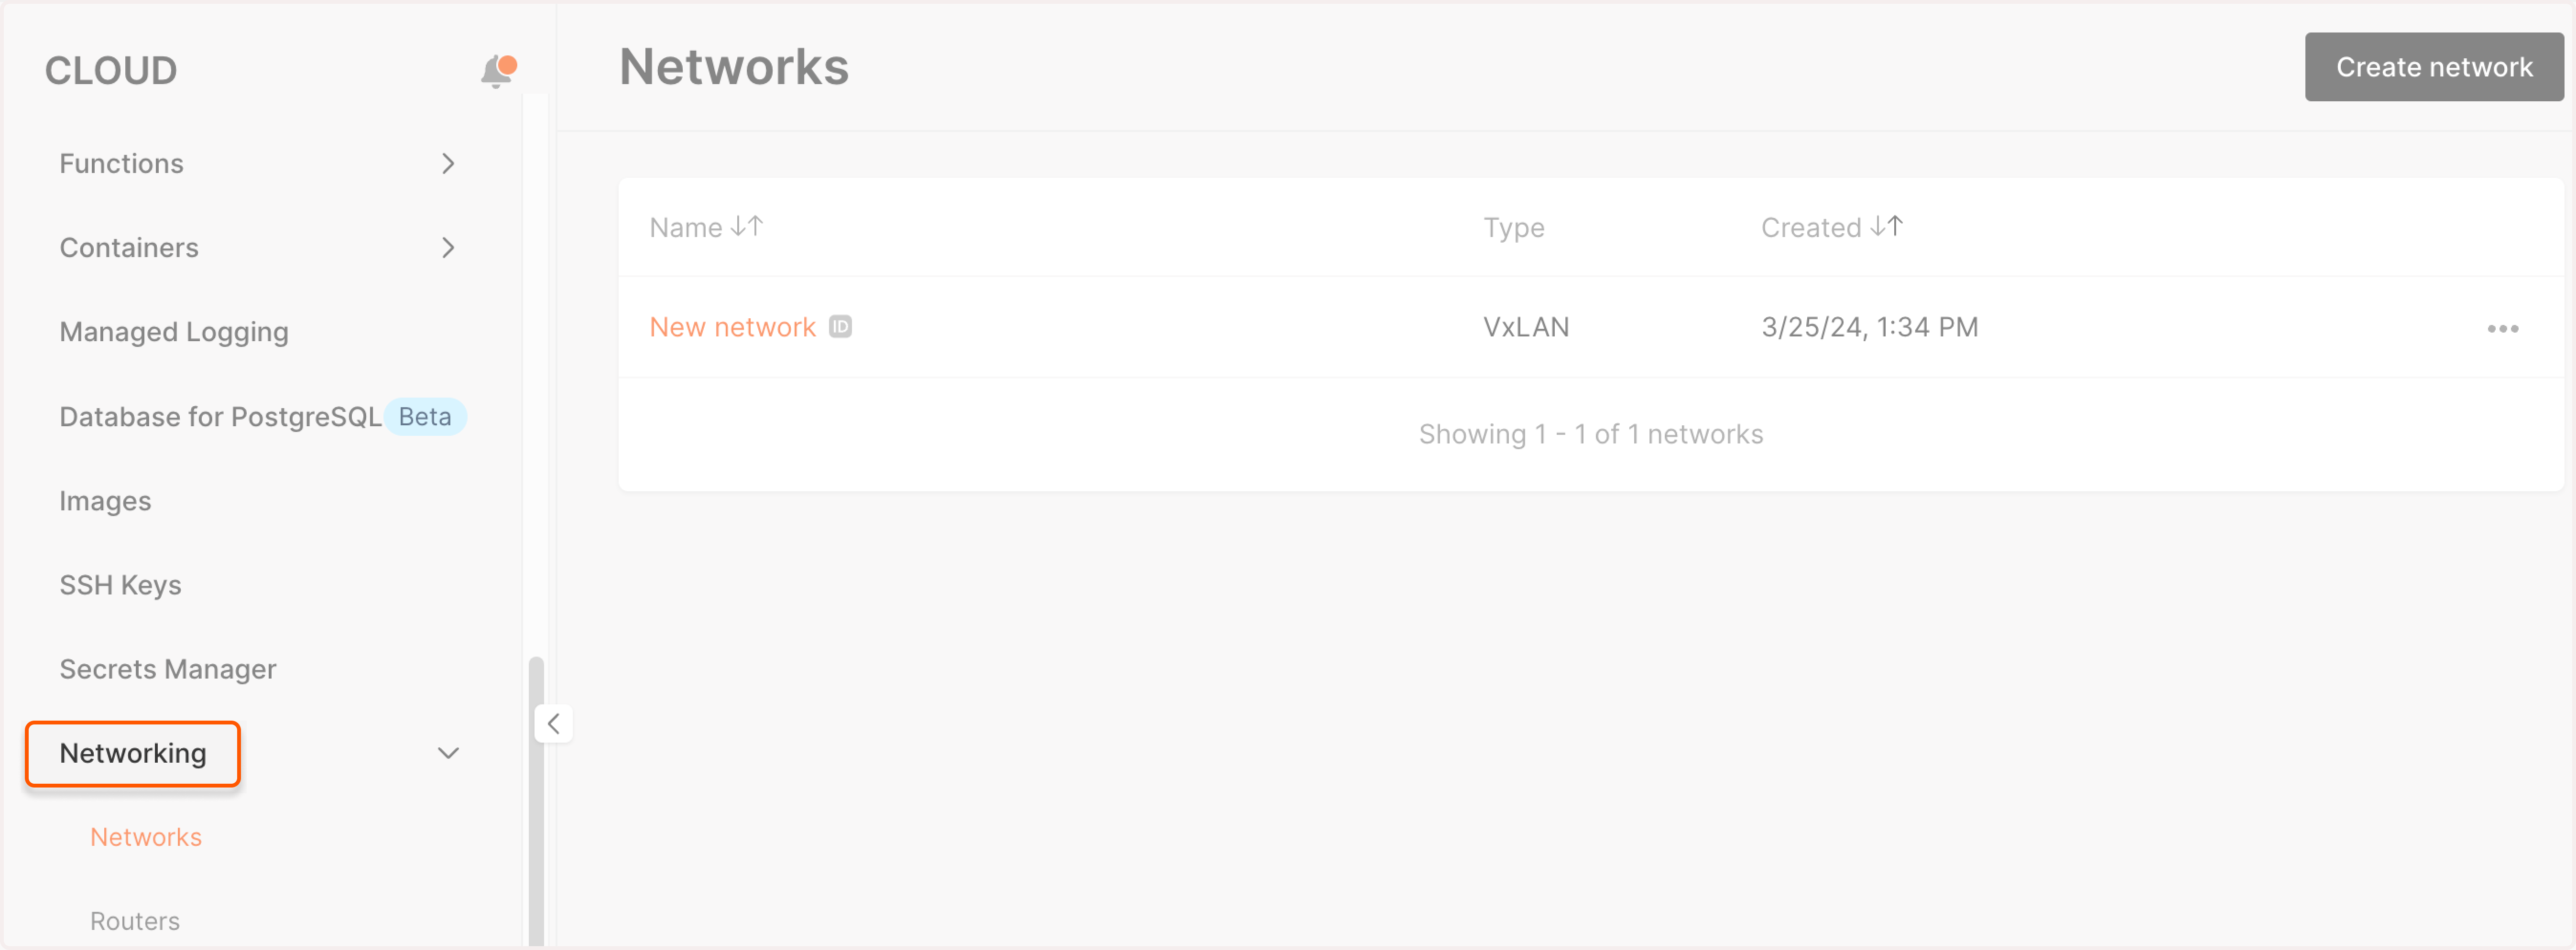 CLOUD
Functions
Containers
Managed Logging
Database for PostgreSQL Beta
Images
SSH Keys
Secrets Manager
Networking
Networks
Routers
Networks
Create network
Name Type Created
New network ID VxLAN 3/25/24, 1:34 PM
Showing 1 - 1 of 1 networks